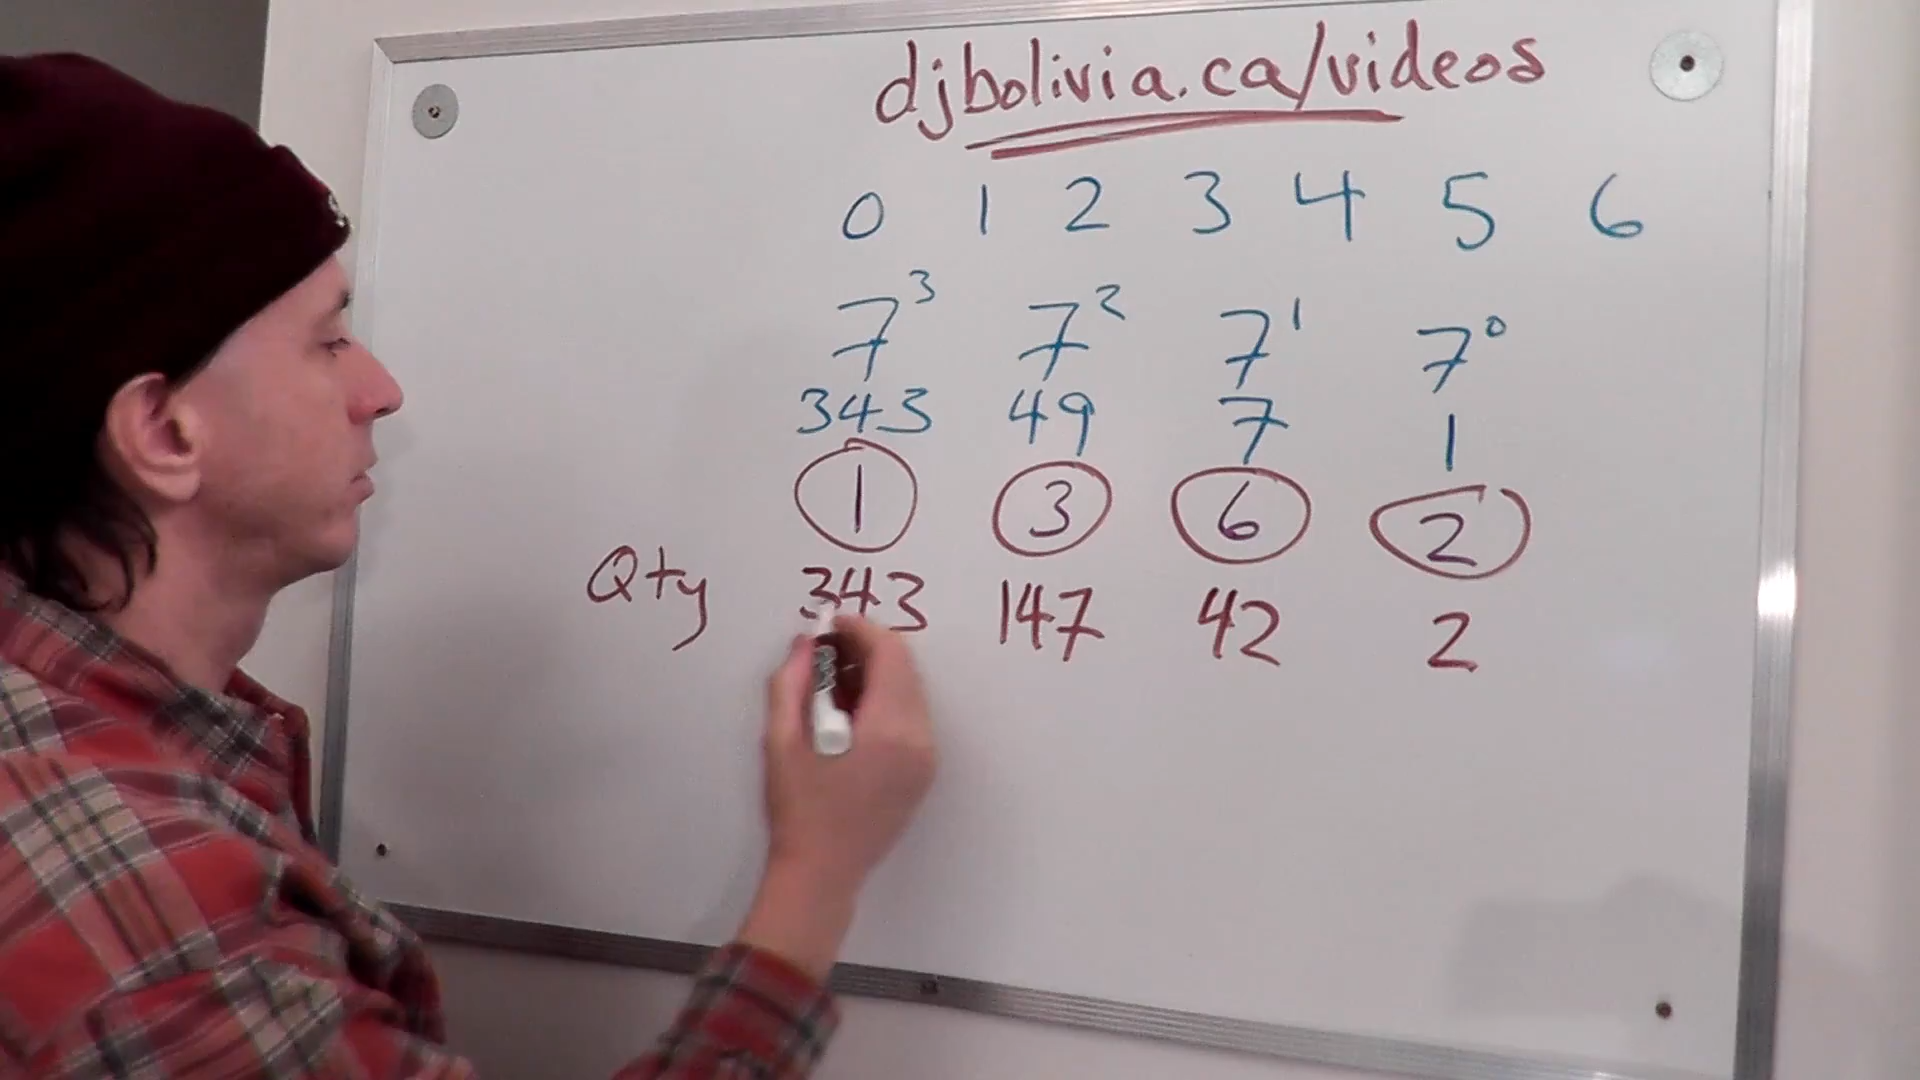 djbolivia.ca/videos
0 1 2 3 4 5 6
7³ 7² 7¹ 7⁰
343 49 7 1
1 3 6 2
Qty 343 147 42 2